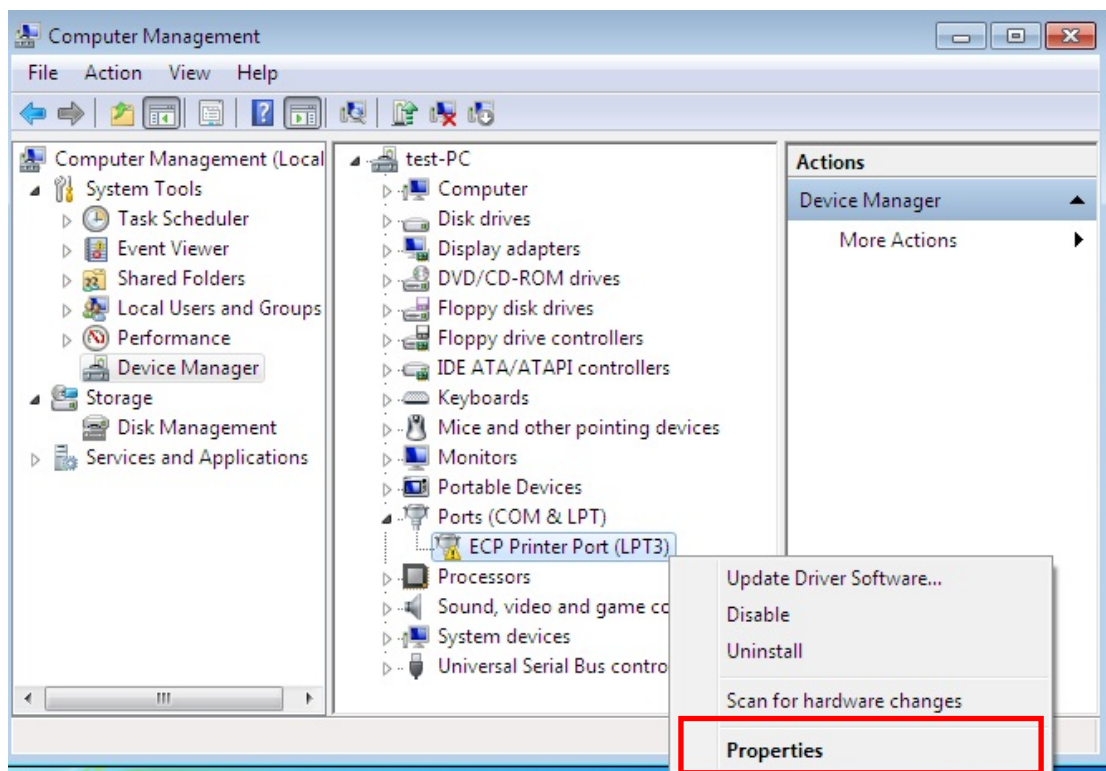 Computer Management
File Action View Help
Computer Management (Local
System Tools
Task Scheduler
Event Viewer
Shared Folders
Local Users and Groups
Performance
Device Manager
Storage
Disk Management
Services and Applications
test-PC
Computer
Disk drives
Display adapters
DVD/CD-ROM drives
Floppy disk drives
Floppy drive controllers
IDE ATA/ATAPI controllers
Keyboards
Mice and other pointing devices
Monitors
Portable Devices
Ports (COM & LPT)
ECP Printer Port (LPT3)
Processors
Sound, video and game co
System devices
Universal Serial Bus contro
Actions
Device Manager
More Actions
Update Driver Software...
Disable
Uninstall
Scan for hardware changes
Properties